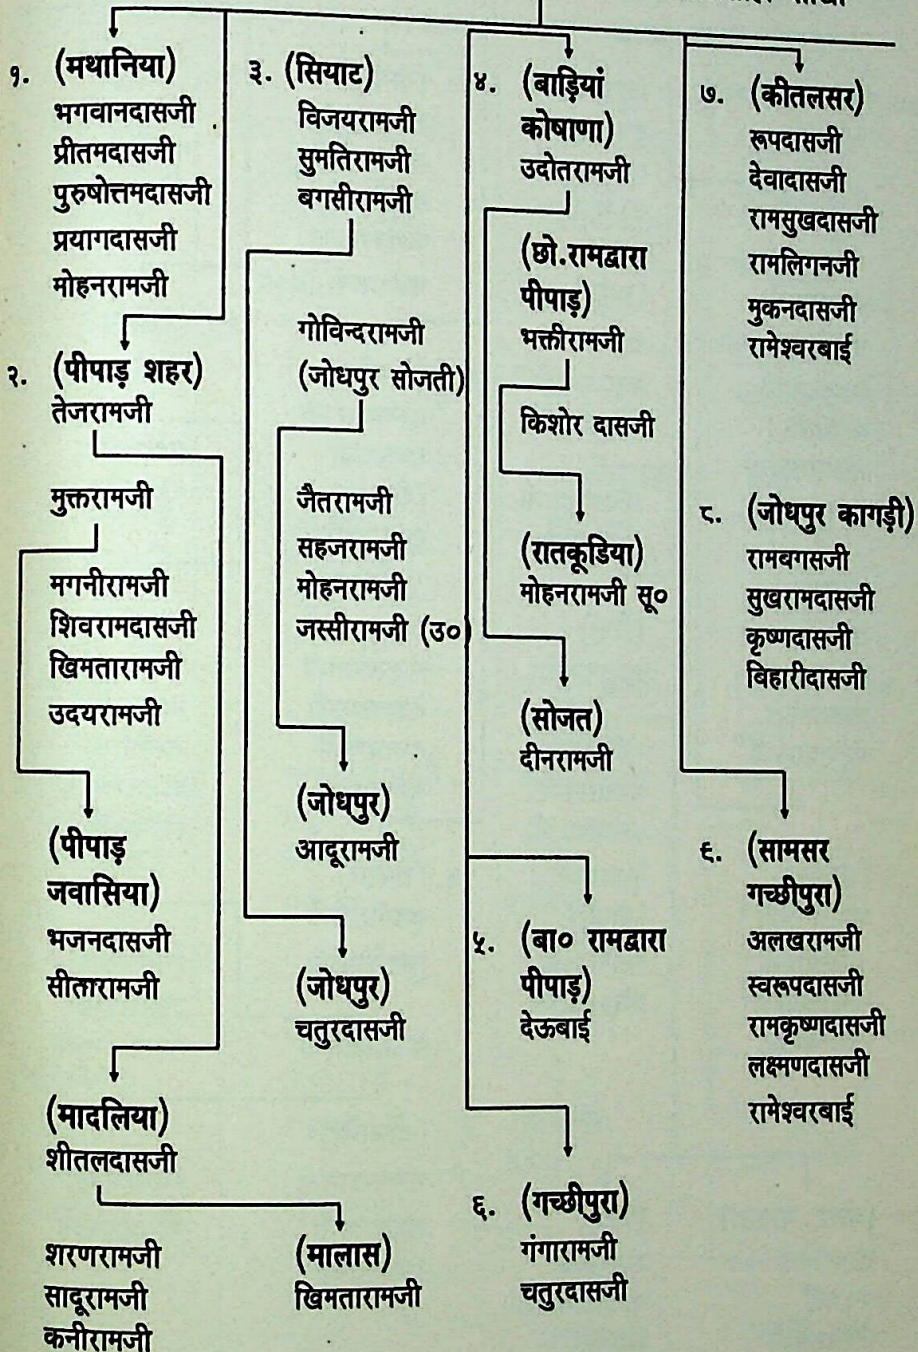 १. (मथानिया)
भगवानदासजी
प्रीतमदासजी
पुरुषोत्तमदासजी
प्रयागदासजी
मोहनरामजी
२. (पीपाड़ शहर)
तेजरामजी
मुक्तरामजी
मगनीरामजी
शिवरामदासजी
खिमतारामजी
उदयरामजी
(पीपाड़
जवासिया)
भजनदासजी
सीतारामजी
(मादलिया)
शीतलदासजी
शरणरामजी
सादूरामजी
कनीरामजी
३. (सियाट)
विजयरामजी
सुमतिरामजी
बगसीरामजी
गोविन्दरामजी
(जोधपुर सोजती)
जैतरामजी
सहजरामजी
मोहनरामजी
जस्सीरामजी (उ०)
(जोधपुर)
आदूरामजी
(जोधपुर)
चतुरदासजी
(मालास)
खिमतारामजी
४. (बाड़ियां
कोषाणा)
उदोतरामजी
(छो.रामद्वारा
पीपाड़)
भक्तीरामजी
किशोर दासजी
(रातकूडिया)
मोहनरामजी सू०
(सोजत)
दीनरामजी
५. (बा० रामद्वारा
पीपाड़)
देऊबाई
६. (गच्छीपुरा)
गंगारामजी
चतुरदासजी
७. (कीतलसर)
रूपदासजी
देवादासजी
रामसुखदासजी
रामलिगनजी
मुकनदासजी
रामेश्वरबाई
८. (जोधपुर कागड़ी)
रामबगसजी
सुखरामदासजी
कृष्णदासजी
बिहारीदासजी
९. (सामसर
गच्छीपुरा)
अलखरामजी
स्वरूपदासजी
रामकृष्णदासजी
लक्ष्मणदासजी
रामेश्वरबाई